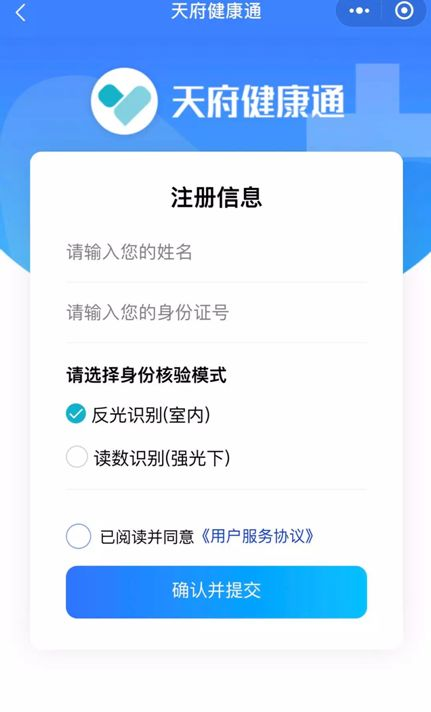 天府健康通
天府健康通
注册信息
请输入您的姓名
请输入您的身份证号
请选择身份核验模式
反光识别(室内)
读数识别(强光下)
已阅读并同意《用户服务协议》
确认并提交